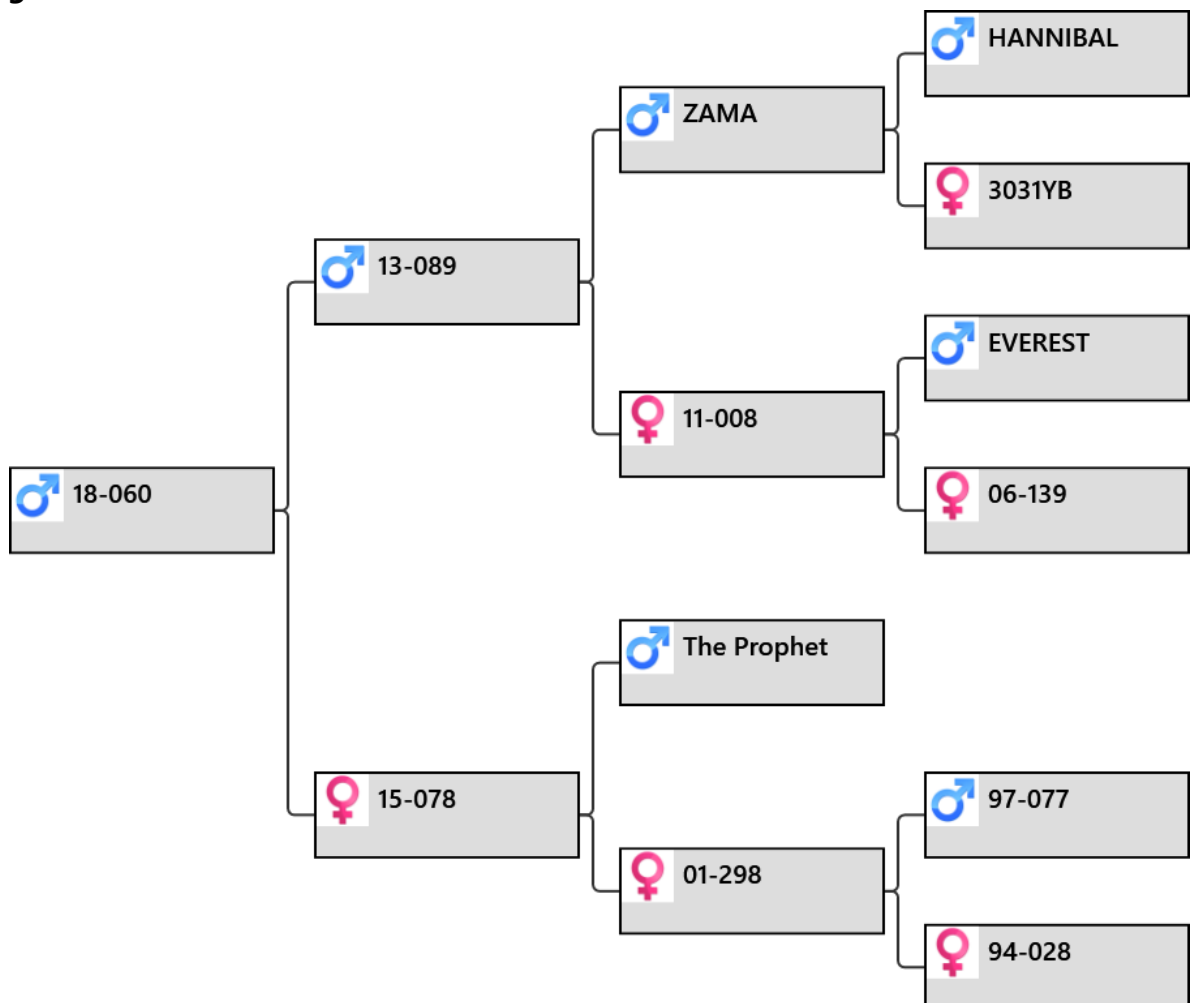 HANNIBAL
ZAMA
3031YB
13-089
EVEREST
11-008
06-139
18-060
The Prophet
15-078
97-077
01-298
94-028